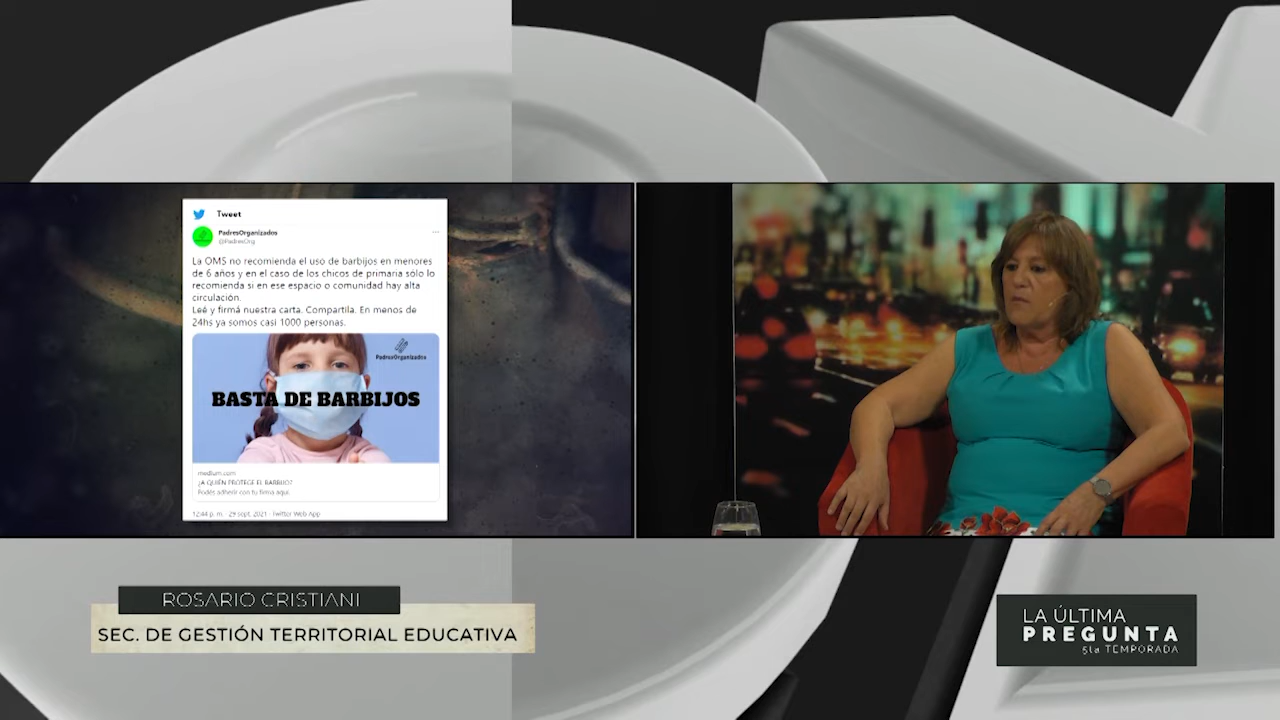 Tweet
PadresOrganizados
@PadresOrg
La OMS no recomienda el uso de barbijos en menores
de 6 años y en el caso de los chicos de primaria sólo lo
recomienda si en ese espacio o comunidad hay alta
circulación.
Leé y firmá nuestra carta. Compartila. En menos de
24hs ya somos casi 1000 personas.
PadresOrganizados
BASTA DE BARBIJOS
medium.com
¿A QUIÉN PROTEGE EL BARBIJO?
Podés adherir con tu firma aquí.
12:44 p. m. · 29 sept. 2021 · Twitter Web App
ROSARIO CRISTIANI
SEC. DE GESTIÓN TERRITORIAL EDUCATIVA
LA ÚLTIMA
PREGUNTA
5ta TEMPORADA